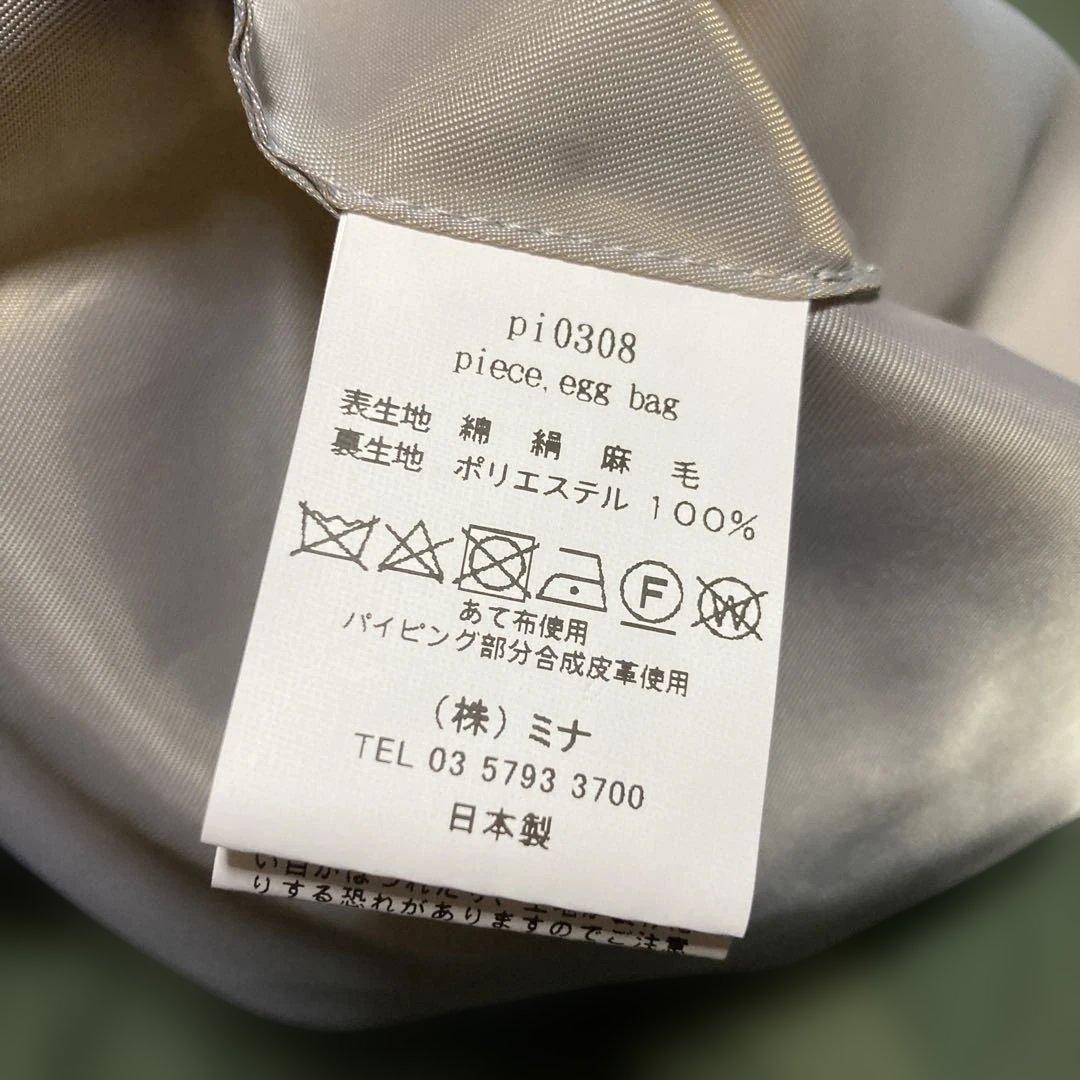 pi0308
piece, egg bag
表生地 綿 絹 麻 毛
裏生地 ポリエステル 100%
F W
あて布使用
パイピング部分合成皮革使用
(株)ミナ
TEL 03 5793 3700
日本製
りする恐れがありますのでご注意